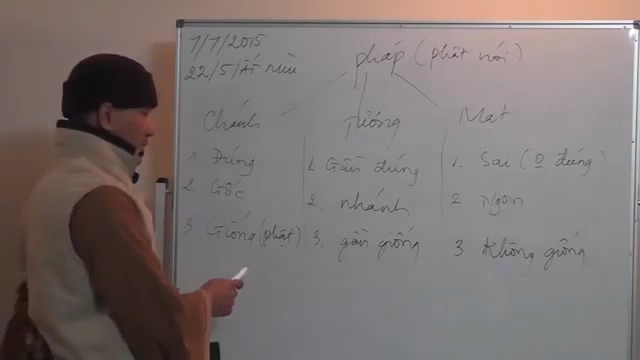 7/7/2015
22/5/Ất Mùi
pháp (phật nói)
Chánh Tướng Mạt
1. Đúng 1. Gần đúng 1. Sai (0 đúng)
2. Gốc 2. nhánh 2 Ngọn
3 Giống (phật) 3. gần giống 3 Không giống